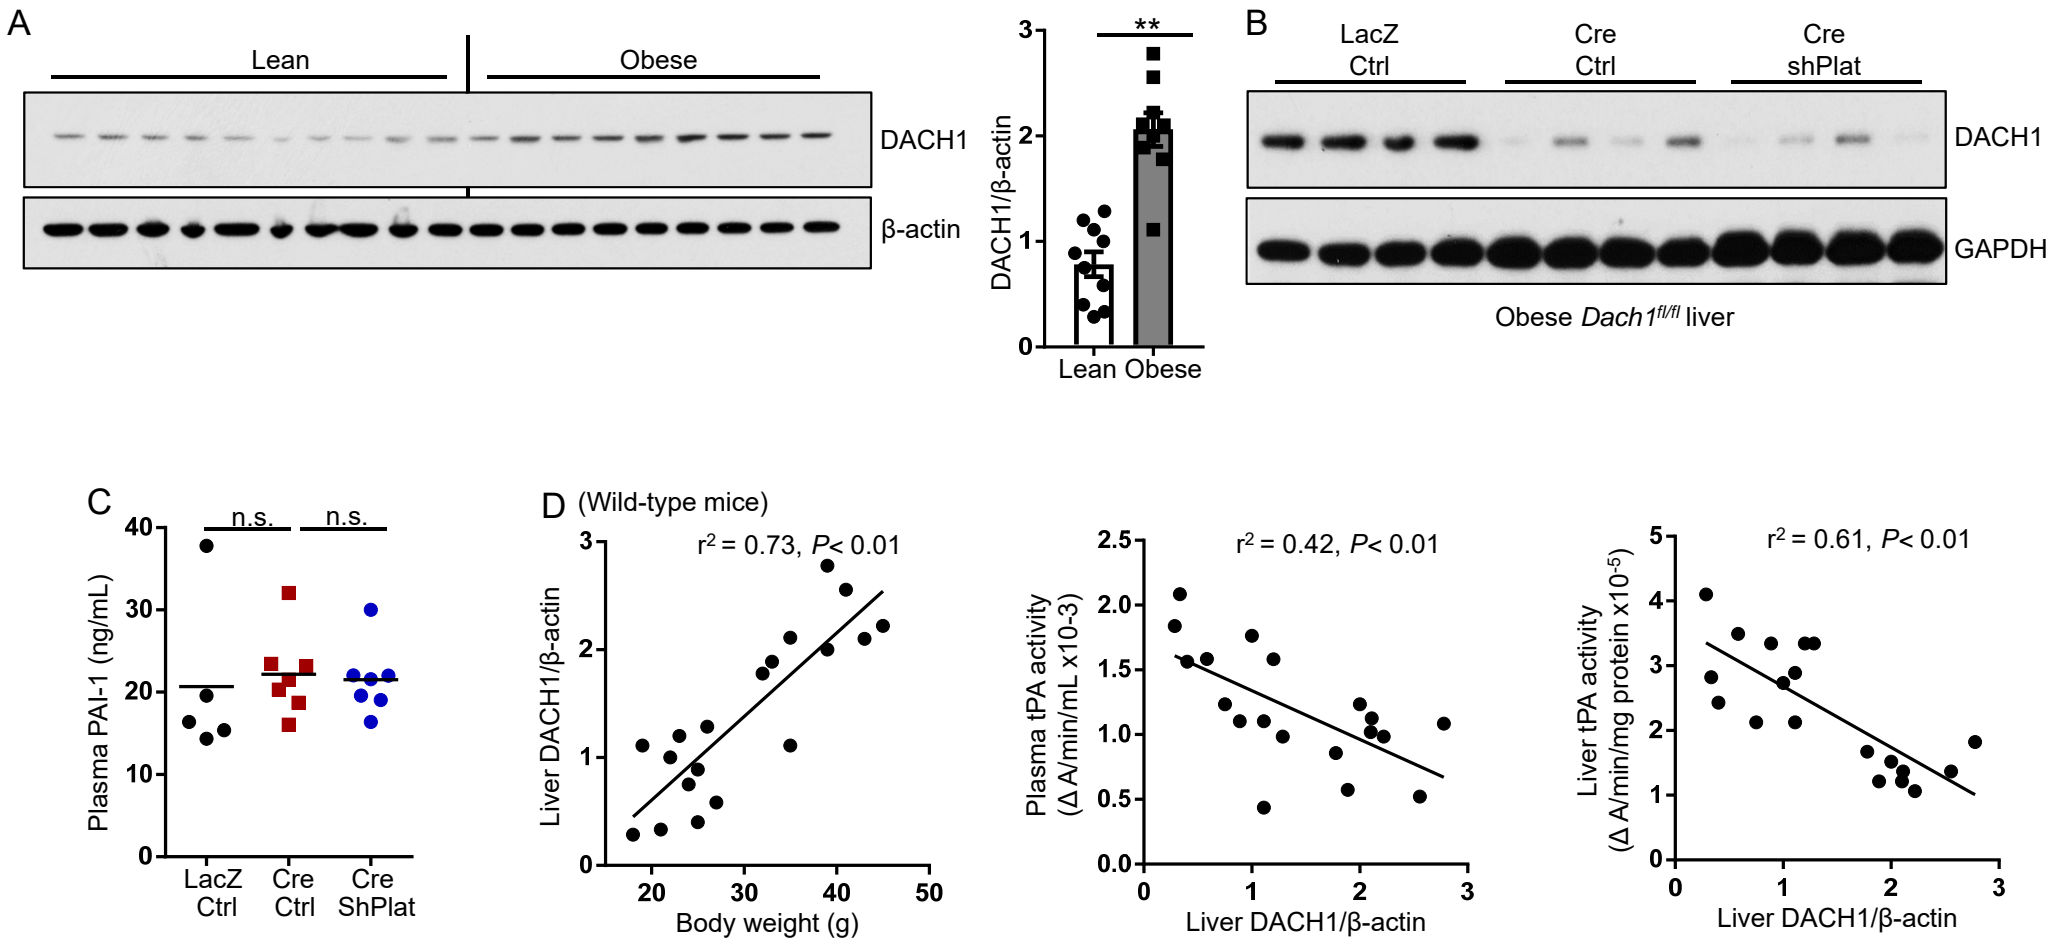 A
Lean
Obese
DACH1
β-actin
DACH1/β-actin
3
2
1
0
**
Lean Obese
B
LacZ
Ctrl
Cre
Ctrl
Cre
shPlat
DACH1
GAPDH
Obese Dach1fl/fl liver
C
Plasma PAI-1 (ng/mL)
40
30
20
10
0
n.s.
n.s.
LacZ
Ctrl
Cre
Ctrl
Cre
ShPlat
D (Wild-type mice)
r2 = 0.73, P< 0.01
Liver DACH1/β-actin
3
2
1
0
20 30 40 50
Body weight (g)
r2 = 0.42, P< 0.01
Plasma tPA activity
(Δ A/min/mL x10-3)
2.5
2.0
1.5
1.0
0.5
0.0
0 1 2 3
Liver DACH1/β-actin
r2 = 0.61, P< 0.01
Liver tPA activity
(Δ A/min/mg protein x10-5)
5
4
3
2
1
0
0 1 2 3
Liver DACH1/β-actin